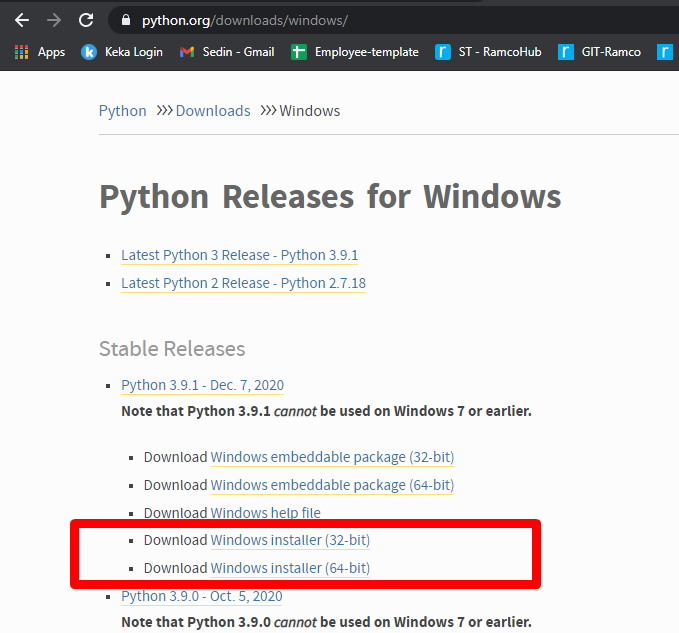 python.org/downloads/windows/
Apps Keka Login Sedin - Gmail Employee-template ST - RamcoHub GIT-Ramco
Python >>> Downloads >>> Windows
Python Releases for Windows
Latest Python 3 Release - Python 3.9.1
Latest Python 2 Release - Python 2.7.18
Stable Releases
Python 3.9.1 - Dec. 7, 2020
Note that Python 3.9.1 cannot be used on Windows 7 or earlier.
Download Windows embeddable package (32-bit)
Download Windows embeddable package (64-bit)
Download Windows help file
Download Windows installer (32-bit)
Download Windows installer (64-bit)
Python 3.9.0 - Oct. 5, 2020
Note that Python 3.9.0 cannot be used on Windows 7 or earlier.